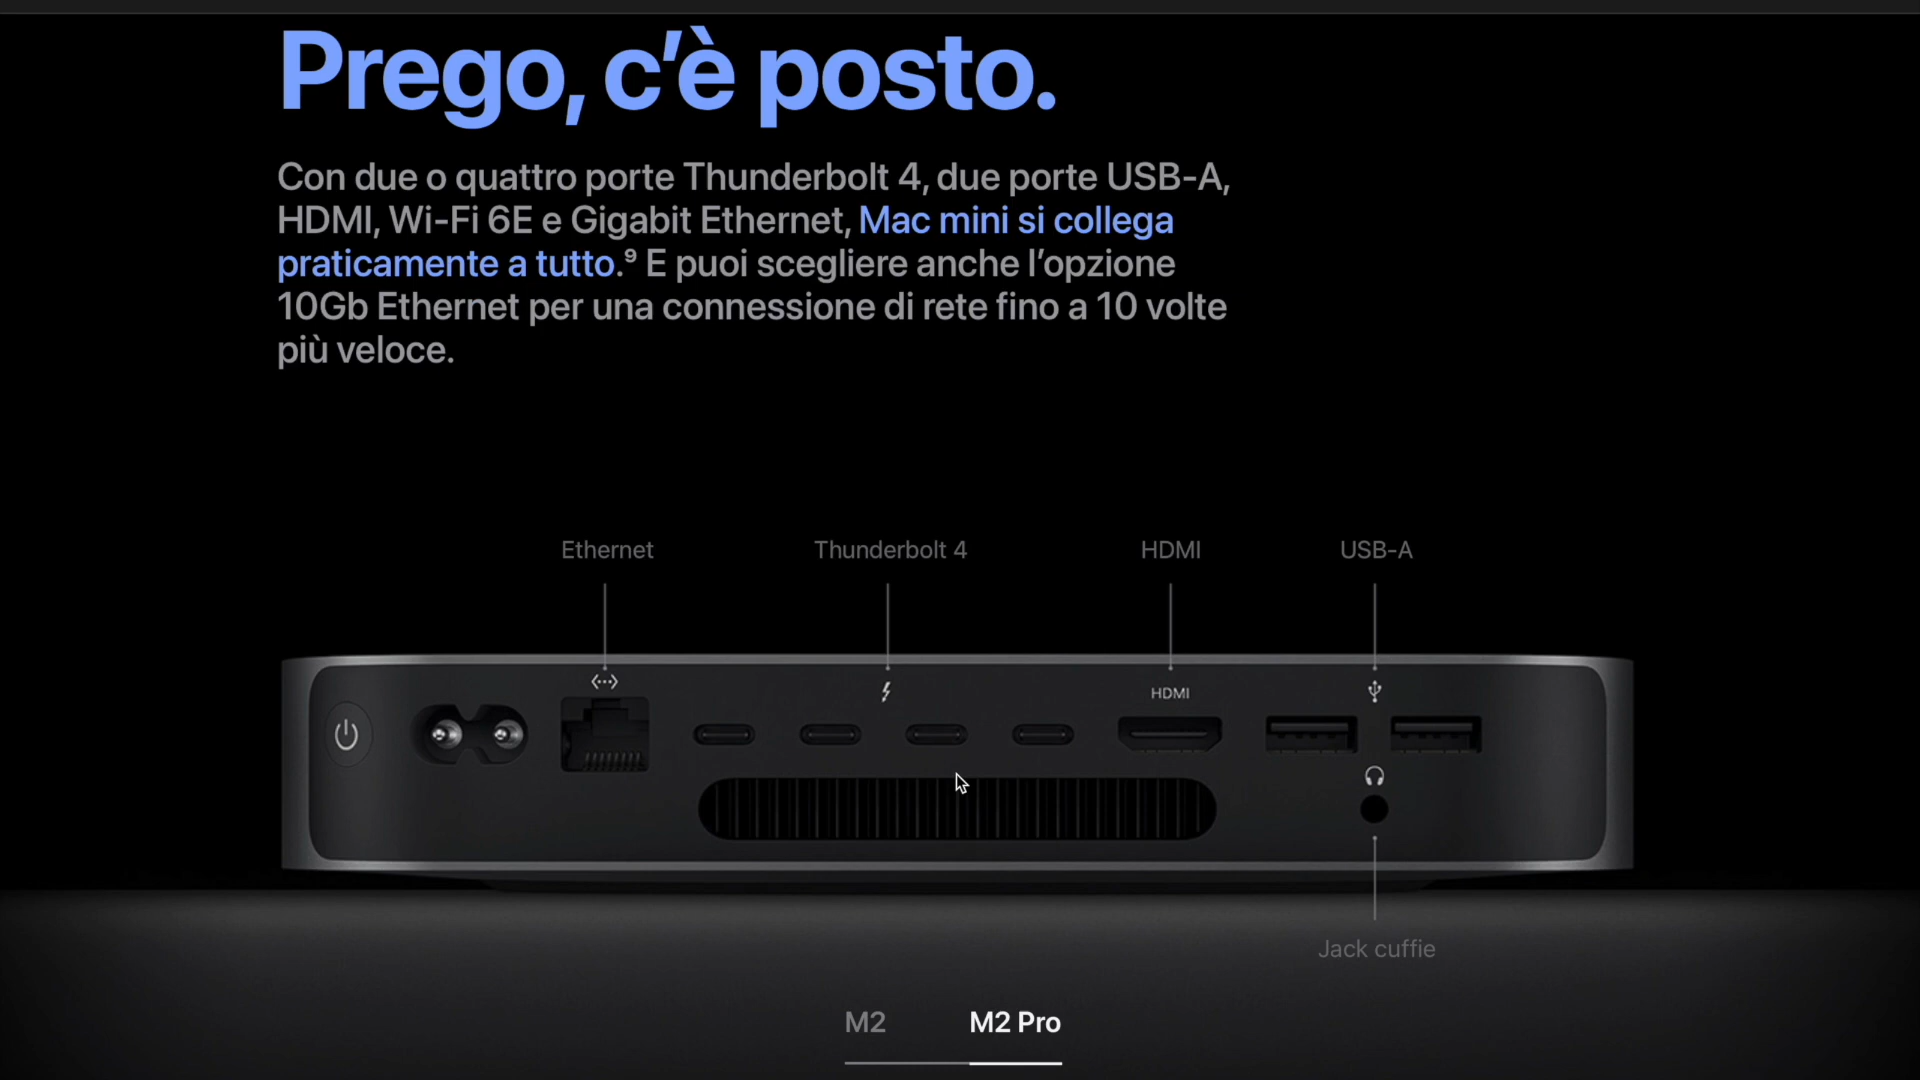 Prego, c'è posto.
Con due o quattro porte Thunderbolt 4, due porte USB-A,
HDMI, Wi-Fi 6E e Gigabit Ethernet, Mac mini si collega
praticamente a tutto.⁹ E puoi scegliere anche l'opzione
10Gb Ethernet per una connessione di rete fino a 10 volte
più veloce.
Ethernet
Thunderbolt 4
HDMI
USB-A
HDMI
Jack cuffie
M2
M2 Pro